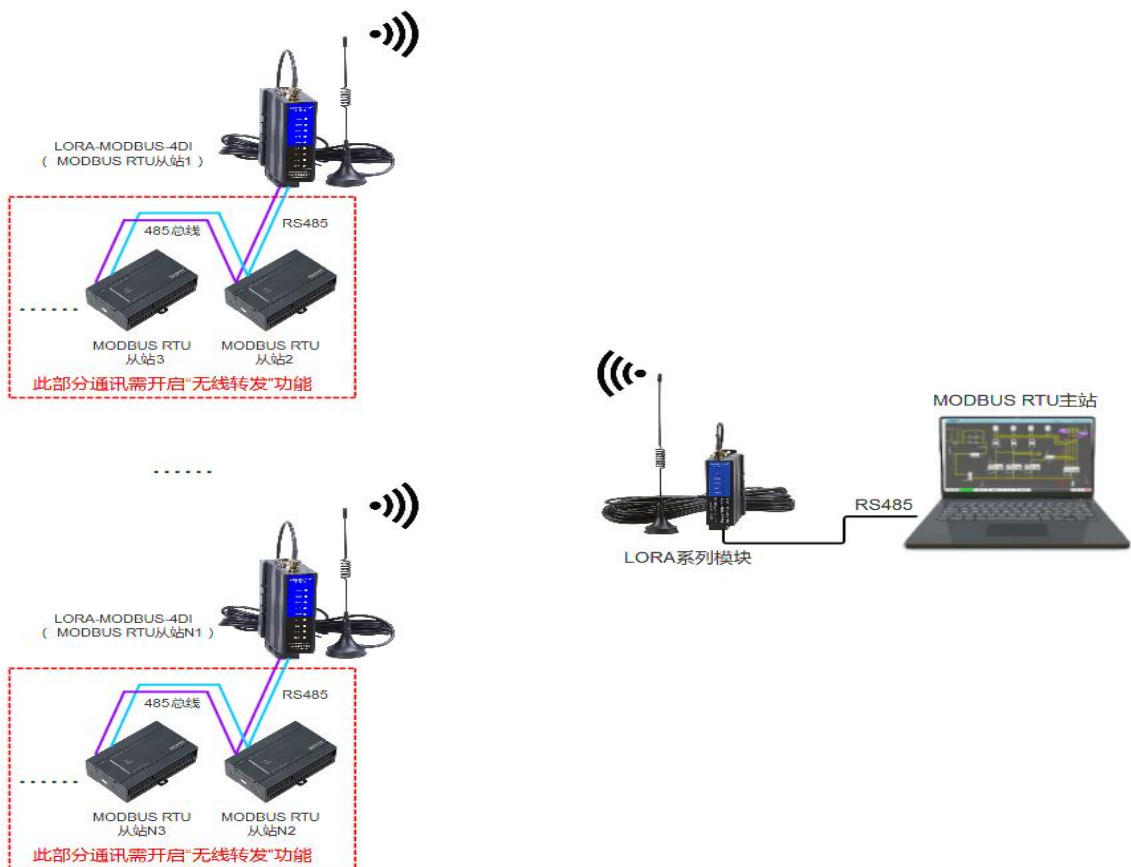 LORA-MODBUS-4DI
( MODBUS RTU从站1 )
485总线
RS485
MODBUS RTU
从站3
MODBUS RTU
从站2
此部分通讯需开启“无线转发”功能
MODBUS RTU主站
RS485
LORA系列模块
LORA-MODBUS-4DI
( MODBUS RTU从站N1 )
485总线
RS485
MODBUS RTU
从站N3
MODBUS RTU
从站N2
此部分通讯需开启“无线转发”功能